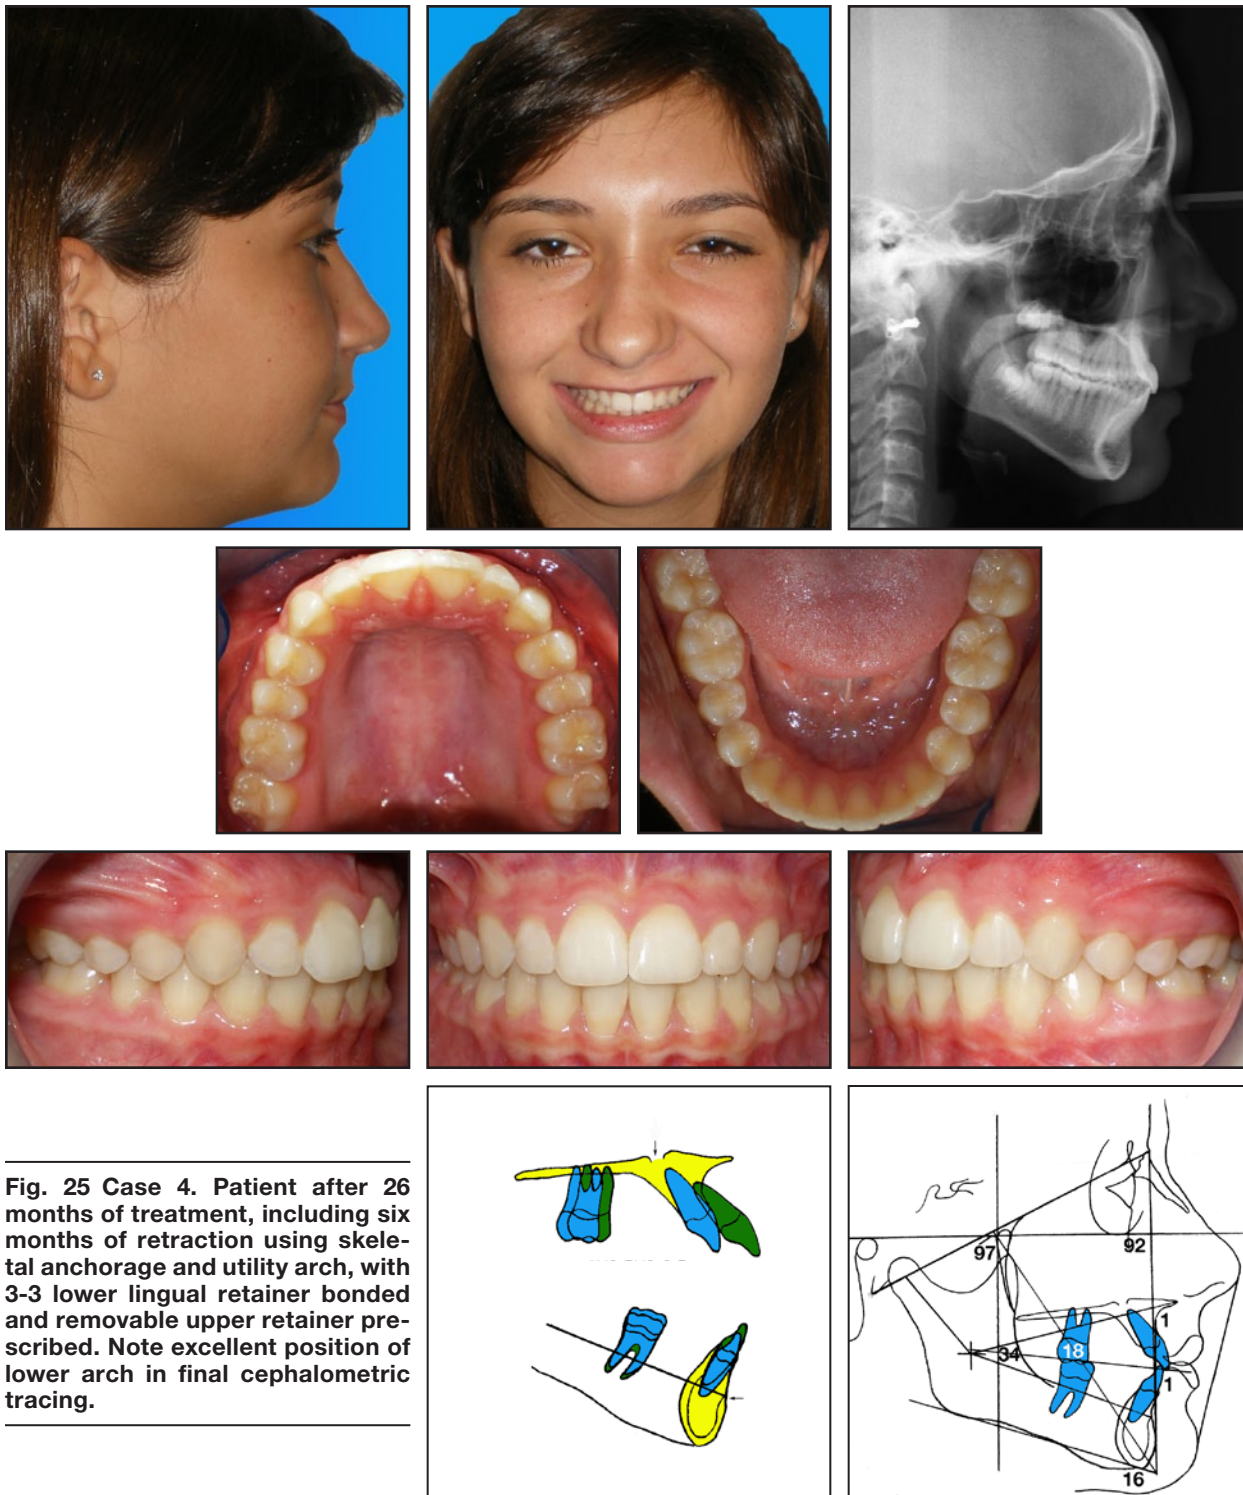 Fig. 25 Case 4. Patient after 26
months of treatment, including six
months of retraction using skele-
tal anchorage and utility arch, with
3-3 lower lingual retainer bonded
and removable upper retainer pre-
scribed. Note excellent position of
lower arch in final cephalometric
tracing.
97
92
1
34
18
1
16